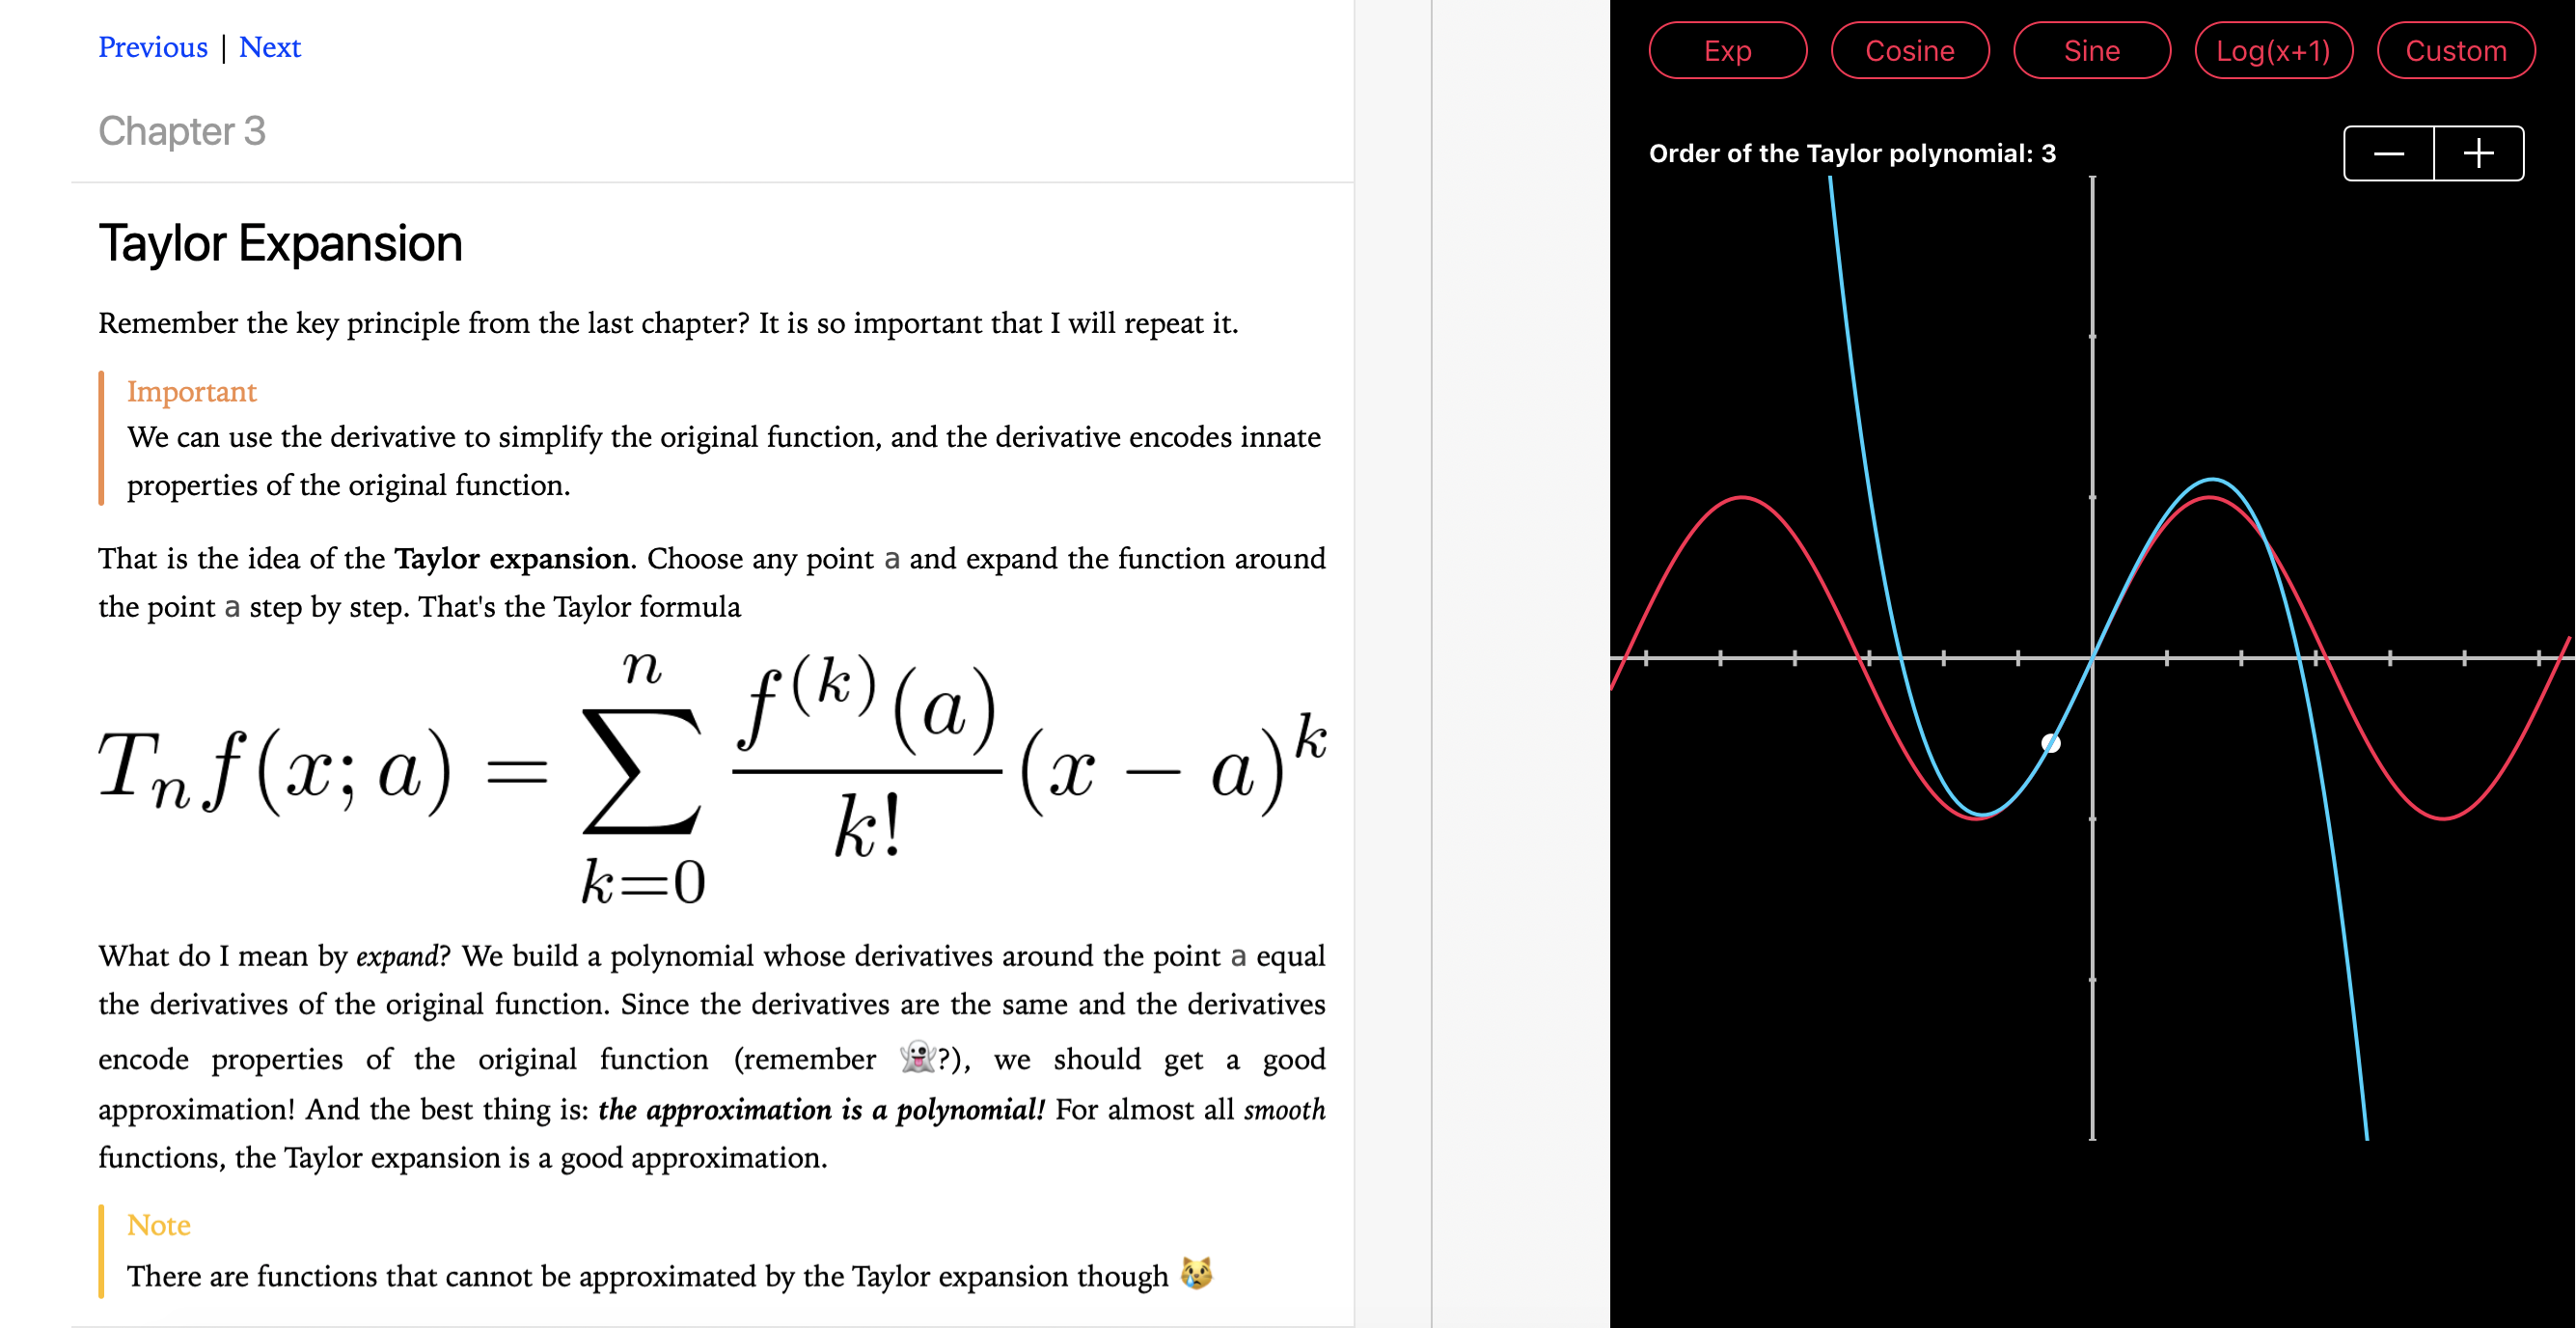 Previous | Next
Chapter 3
Taylor Expansion
Remember the key principle from the last chapter? It is so important that I will repeat it.
Important
We can use the derivative to simplify the original function, and the derivative encodes innate
properties of the original function.
That is the idea of the Taylor expansion. Choose any point a and expand the function around
the point a step by step. That's the Taylor formula
T_n f(x; a) = \sum_{k=0}^{n} \frac{f^{(k)}(a)}{k!} (x - a)^k
What do I mean by expand? We build a polynomial whose derivatives around the point a equal
the derivatives of the original function. Since the derivatives are the same and the derivatives
encode properties of the original function (remember 👻?), we should get a good
approximation! And the best thing is: the approximation is a polynomial! For almost all smooth
functions, the Taylor expansion is a good approximation.
Note
There are functions that cannot be approximated by the Taylor expansion though 😿
Exp Cosine Sine Log(x+1) Custom
Order of the Taylor polynomial: 3 − +